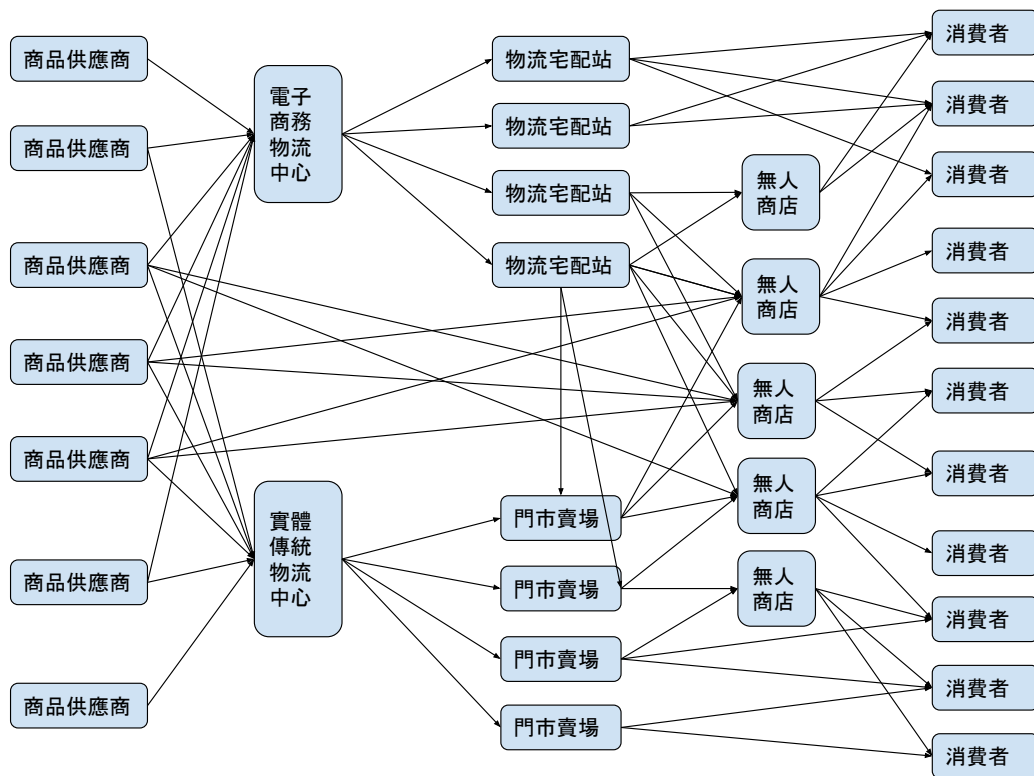 商品供應商
商品供應商
商品供應商
商品供應商
商品供應商
商品供應商
商品供應商
電子
商務
物流
中心
實體
傳統
物流
中心
物流宅配站
物流宅配站
物流宅配站
物流宅配站
門市賣場
門市賣場
門市賣場
門市賣場
無人
商店
無人
商店
無人
商店
無人
商店
無人
商店
消費者
消費者
消費者
消費者
消費者
消費者
消費者
消費者
消費者
消費者
消費者